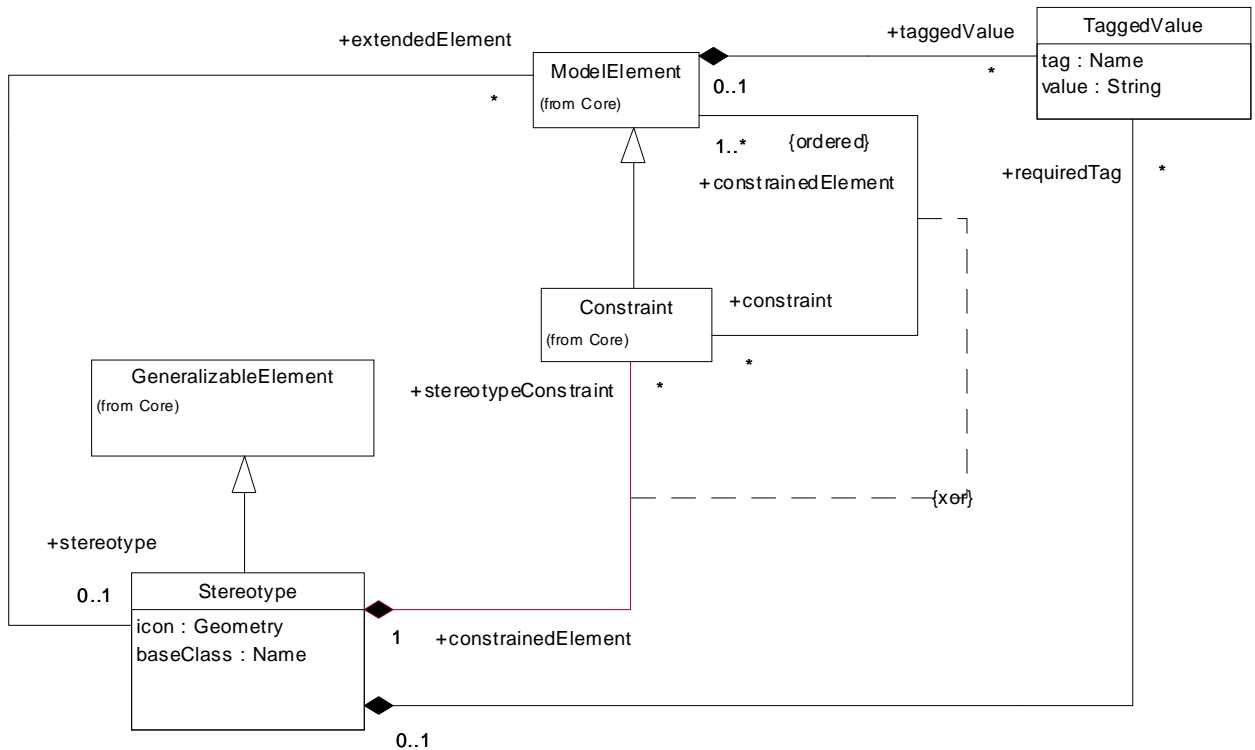 +extendedElement
*
ModelElement
(from Core)
0..1
+taggedValue
*
TaggedValue
tag : Name
value : String
1..*
{ordered}
+constrainedElement
+requiredTag
*
Constraint
(from Core)
+constraint
*
GeneralizableElement
(from Core)
+stereotypeConstraint
*
{xor}
+stereotype
0..1
Stereotype
icon : Geometry
baseClass : Name
1
+constrainedElement
0..1